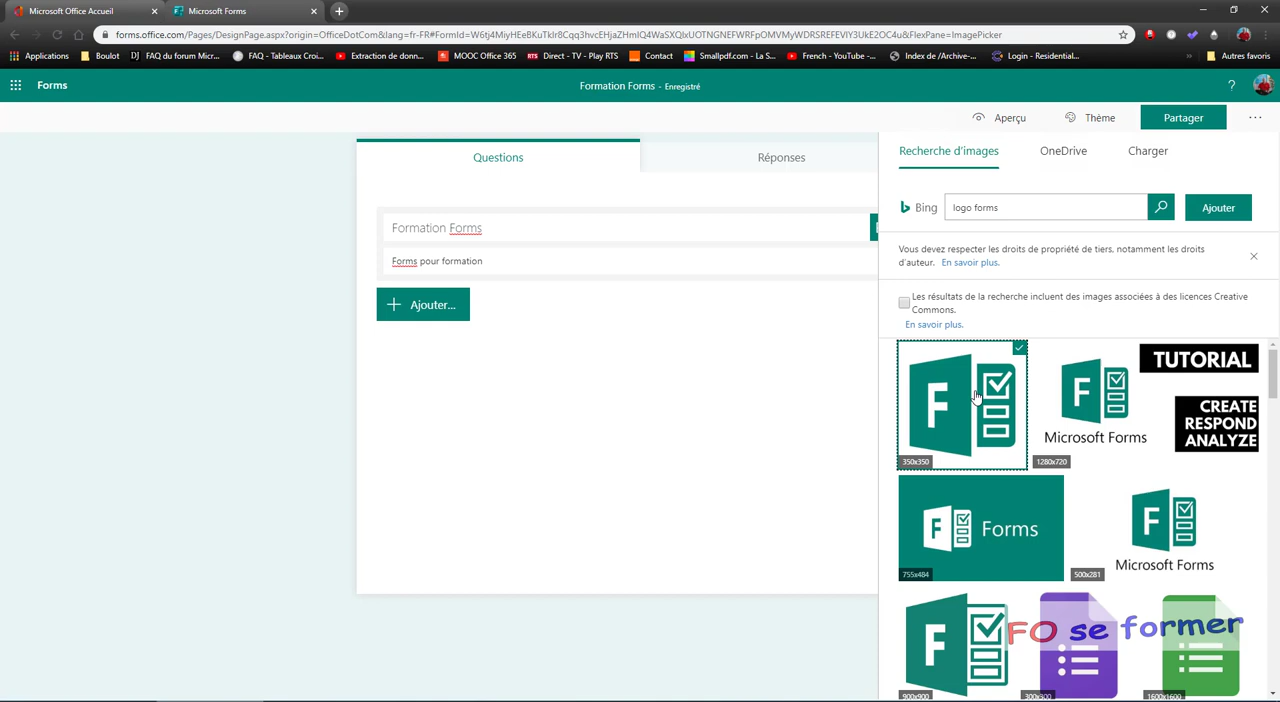 Microsoft Office Accueil
Microsoft Forms
forms.office.com/Pages/DesignPage.aspx?origin=OfficeDotCom&lang=fr-FR#FormId=
&FlexPane=ImagePicker
Applications
Boulot
FAQ du forum Micr...
FAQ - Tableaux Croi...
Extraction de donn...
MOOC Office 365
RTS
Direct - TV - Play RTS
Contact
Smallpdf.com - La S...
French - YouTube -...
Index de /Archive-...
Login - Residential...
»
Autres favoris
Forms
Formation Forms - Enregistré
?
Aperçu
Thème
Partager
...
Questions
Réponses
Recherche d'images
OneDrive
Charger
Bing
logo forms
Ajouter
Formation Forms
Forms pour formation
Ajouter...
Vous devez respecter les droits de propriété de tiers, notamment les droits
d'auteur. En savoir plus.
Les résultats de la recherche incluent des images associées à des licences Creative
Commons.
En savoir plus.
F
350x350
F
Microsoft Forms
1280x720
TUTORIAL
CREATE
RESPOND
ANALYZE
F
Forms
755x484
F
Microsoft Forms
500x281
F
900x900
300x300
1600x1600
FO se former